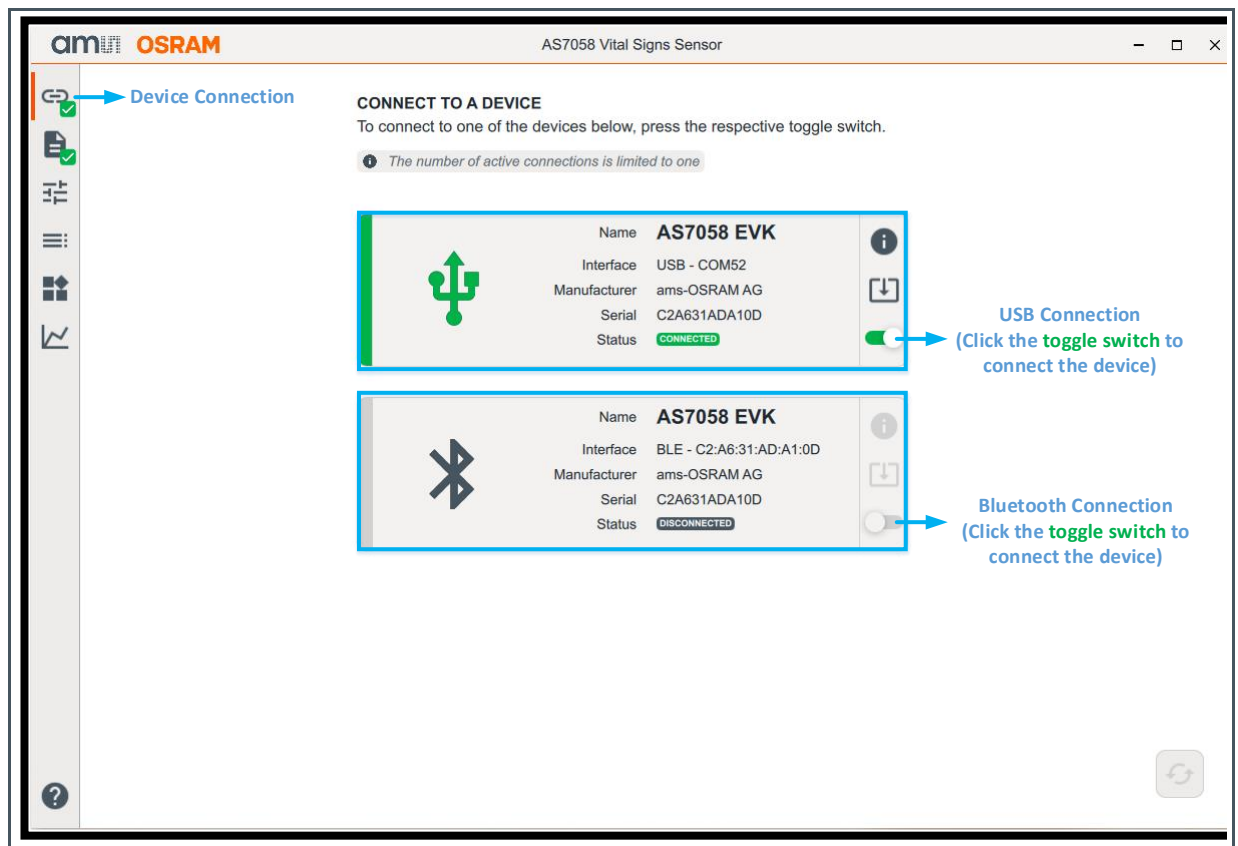 amu OSRAM
AS7058 Vital Signs Sensor
Device Connection
CONNECT TO A DEVICE
To connect to one of the devices below, press the respective toggle switch.
The number of active connections is limited to one
Name AS7058 EVK
Interface USB - COM52
Manufacturer ams-OSRAM AG
Serial C2A631ADA10D
Status CONNECTED
USB Connection
(Click the toggle switch to
connect the device)
Name AS7058 EVK
Interface BLE - C2:A6:31:AD:A1:0D
Manufacturer ams-OSRAM AG
Serial C2A631ADA10D
Status DISCONNECTED
Bluetooth Connection
(Click the toggle switch to
connect the device)